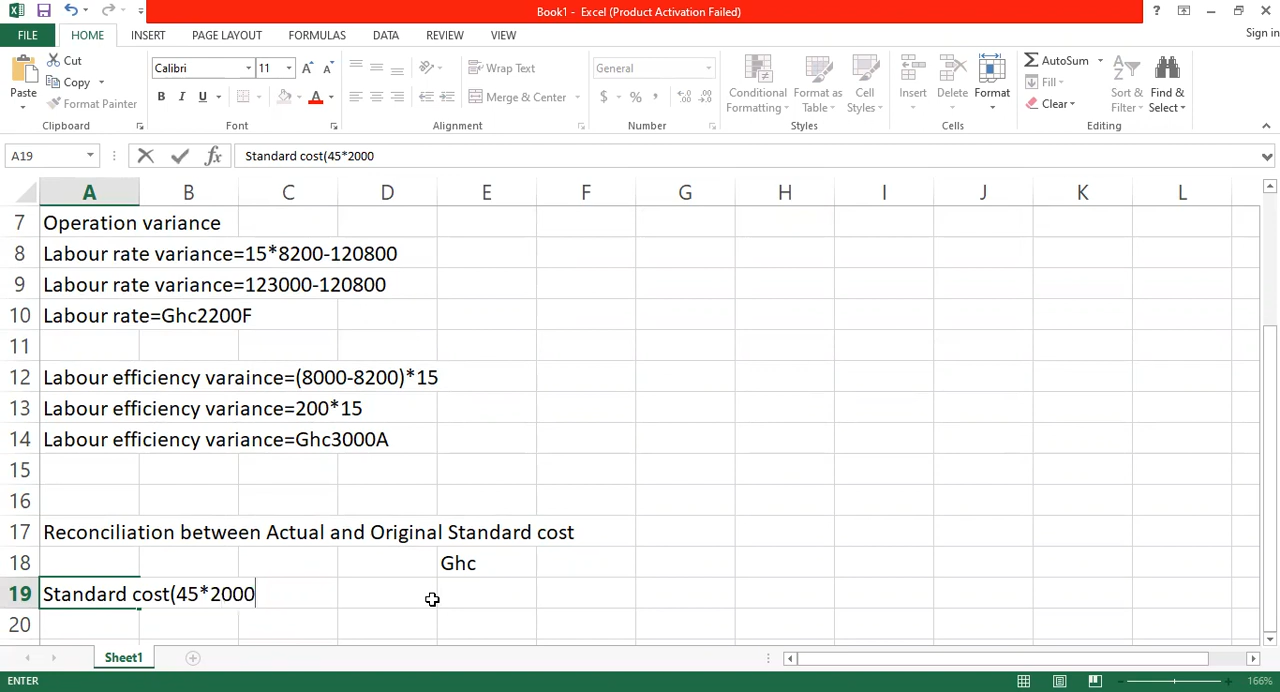 Book1 - Excel (Product Activation Failed)
?
FILE HOME INSERT PAGE LAYOUT FORMULAS DATA REVIEW VIEW
Sign in
Paste
Cut
Copy
Format Painter
Calibri 11
B I U
Wrap Text
Merge & Center
General
$ % ,
Conditional Formatting
Format as Table
Cell Styles
Insert
Delete
Format
AutoSum
Fill
Clear
Sort & Filter
Find & Select
Clipboard Font Alignment Number Styles Cells Editing
A19 fx Standard cost(45*2000
A B C D E F G H I J K L
7 Operation variance
8 Labour rate variance=15*8200-120800
9 Labour rate variance=123000-120800
10 Labour rate=Ghc2200F
11
12 Labour efficiency varaince=(8000-8200)*15
13 Labour efficiency variance=200*15
14 Labour efficiency variance=Ghc3000A
15
16
17 Reconciliation between Actual and Original Standard cost
18 Ghc
19 Standard cost(45*2000
20
Sheet1
ENTER 166%